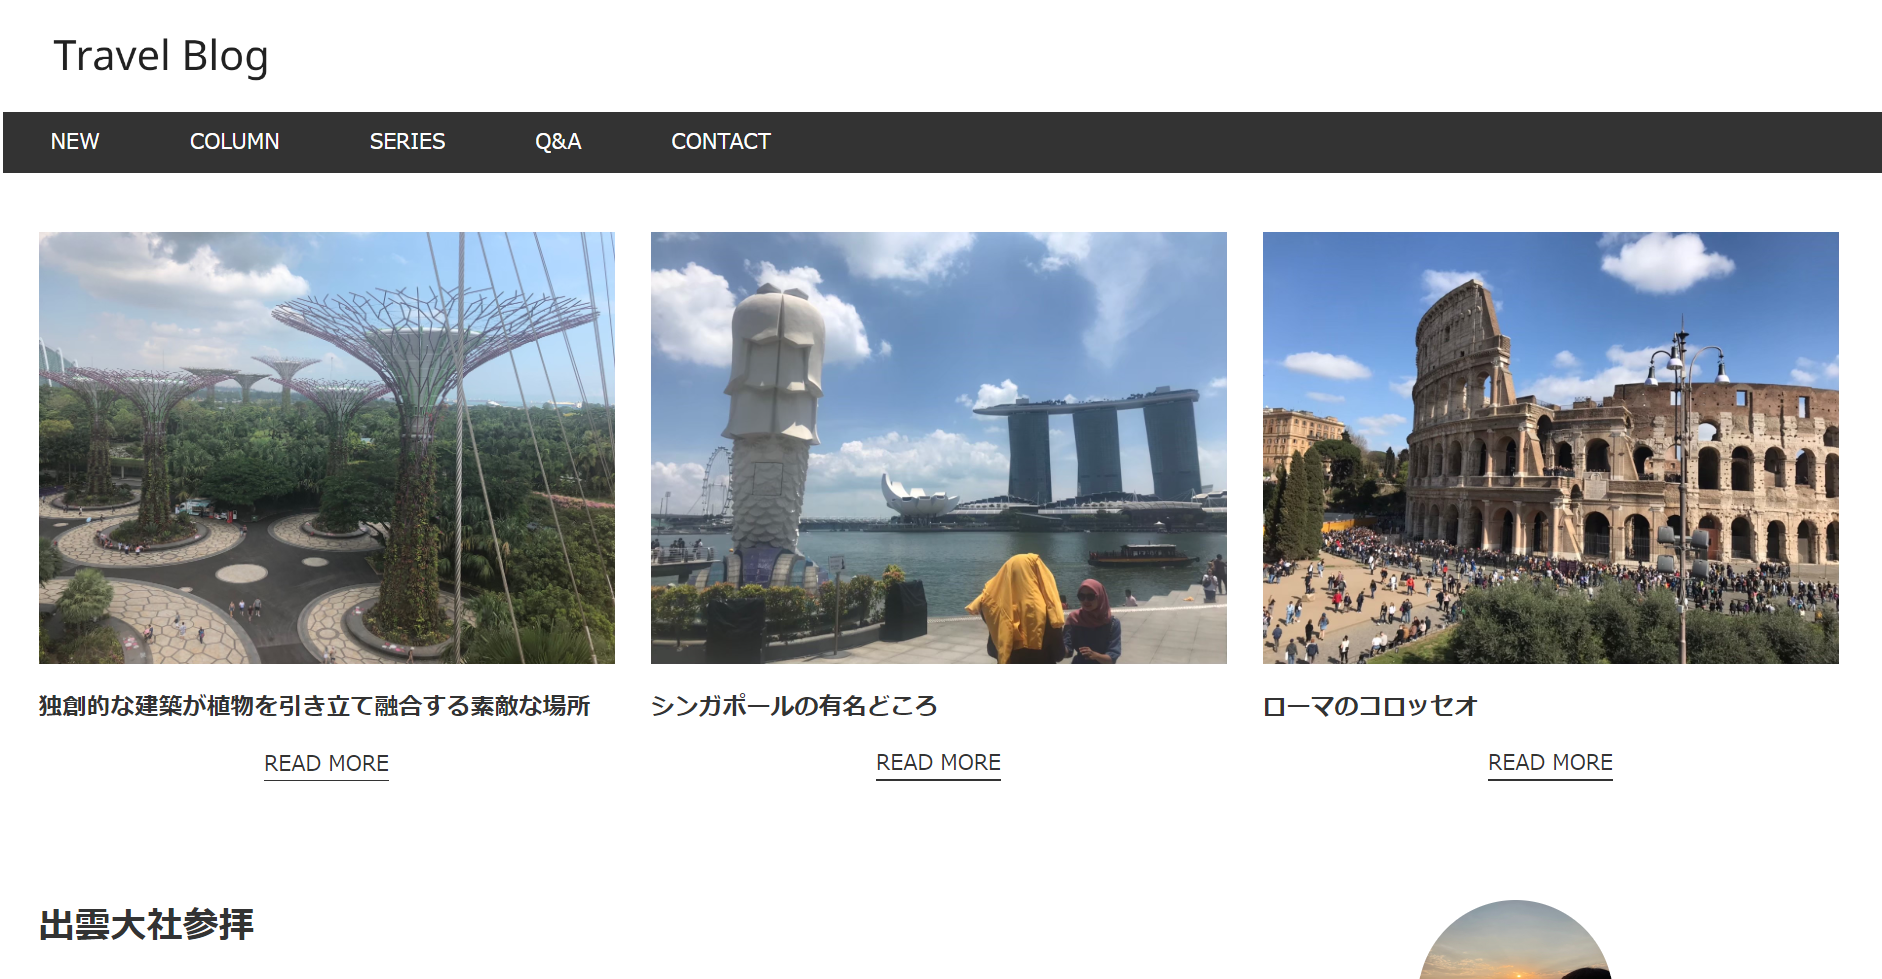 Travel Blog
NEW COLUMN SERIES Q&A CONTACT
独創的な建築が植物を引き立て融合する素敵な場所
READ MORE
シンガポールの有名どころ
READ MORE
ローマのコロッセオ
READ MORE
出雲大社参拝